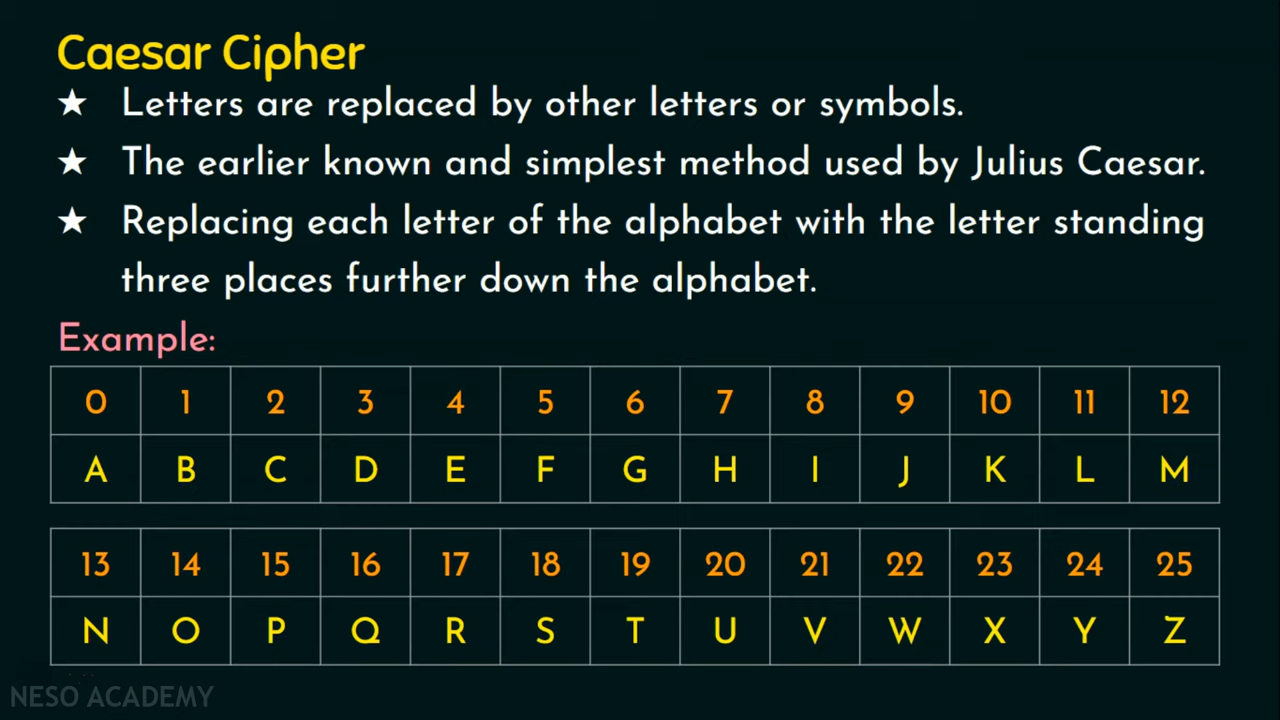 Caesar Cipher
★ Letters are replaced by other letters or symbols.
★ The earlier known and simplest method used by Julius Caesar.
★ Replacing each letter of the alphabet with the letter standing
three places further down the alphabet.
Example:
0 1 2 3 4 5 6 7 8 9 10 11 12
A B C D E F G H I J K L M
13 14 15 16 17 18 19 20 21 22 23 24 25
N O P Q R S T U V W X Y Z
NESO ACADEMY